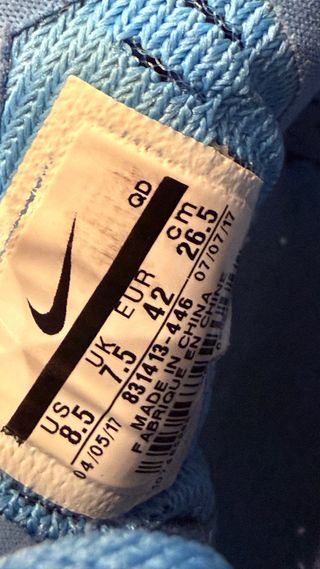 QD
US UK EUR cm
8.5 7.5 42 26.5
04/05/17 831413-446 07/07/17
MADE IN CHINA
FABRIQUE EN CHINE